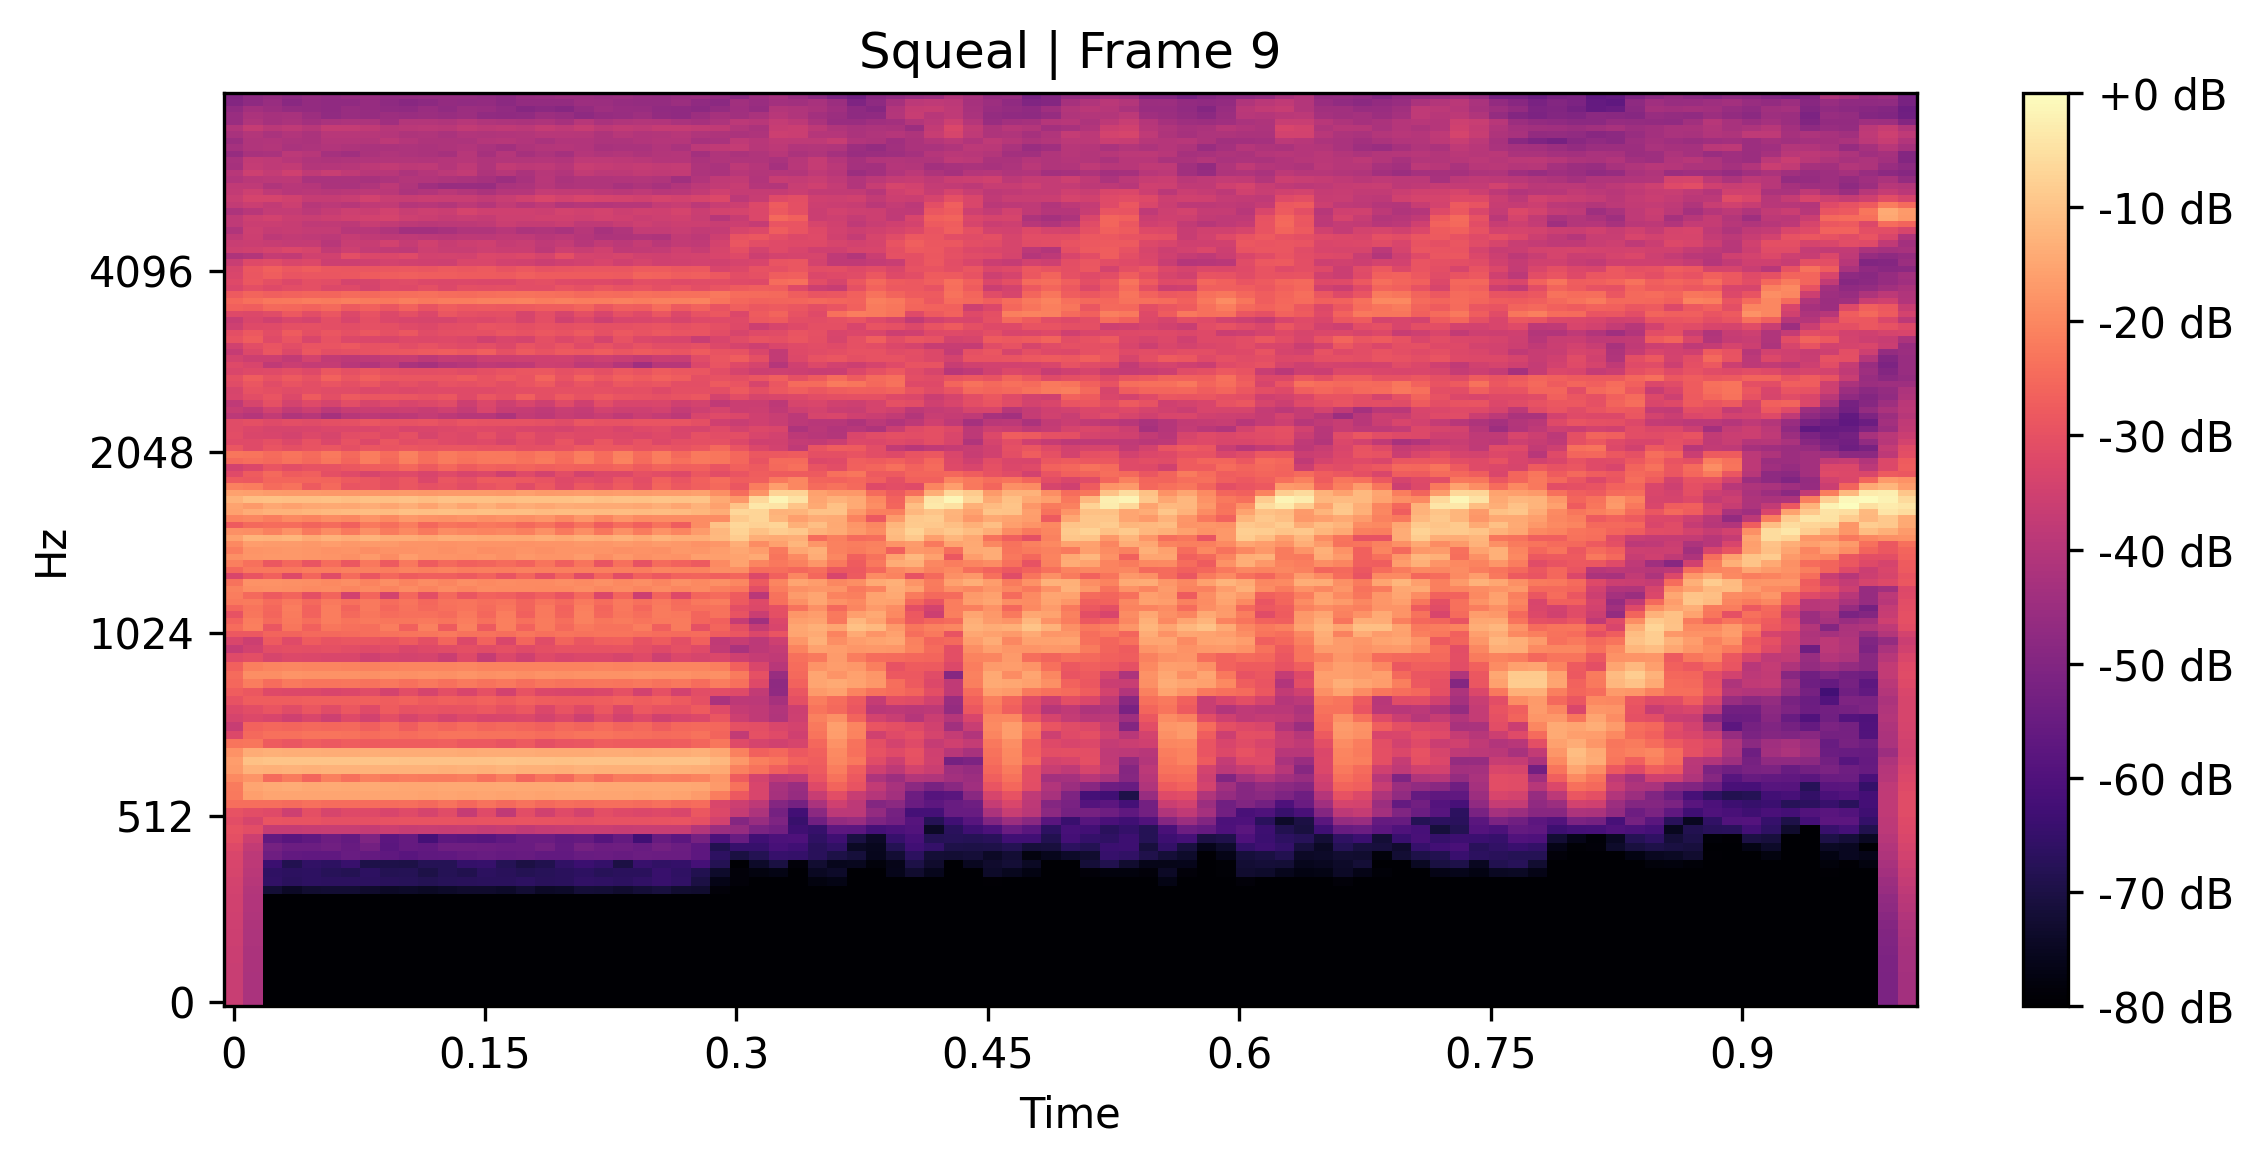 Squeal | Frame 9
+0 dB
-10 dB
-20 dB
-30 dB
-40 dB
-50 dB
-60 dB
-70 dB
-80 dB
Hz
4096
2048
1024
512
0
0 0.15 0.3 0.45 0.6 0.75 0.9
Time